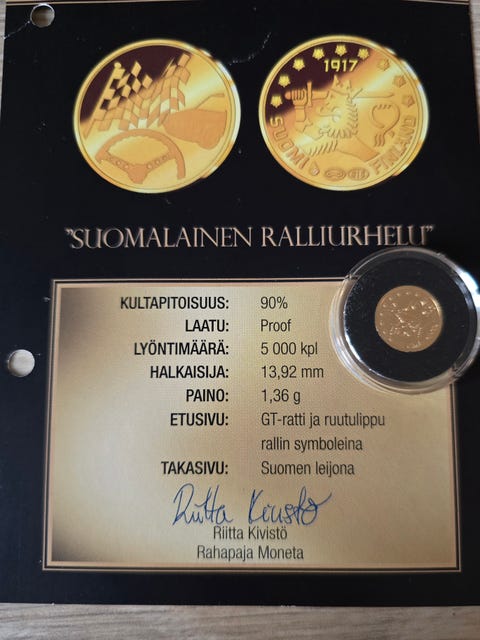 1917
SUOMI FINLAND
"SUOMALAINEN RALLIURHELU"
KULTAPITOISUUS: 90%
LAATU: Proof
LYÖNTIMÄÄRÄ: 5 000 kpl
HALKAISIJA: 13,92 mm
PAINO: 1,36 g
ETUSIVU: GT-ratti ja ruutulippu
rallin symboleina
TAKASIVU: Suomen leijona
Riitta Kivistö
Riitta Kivistö
Rahapaja Moneta